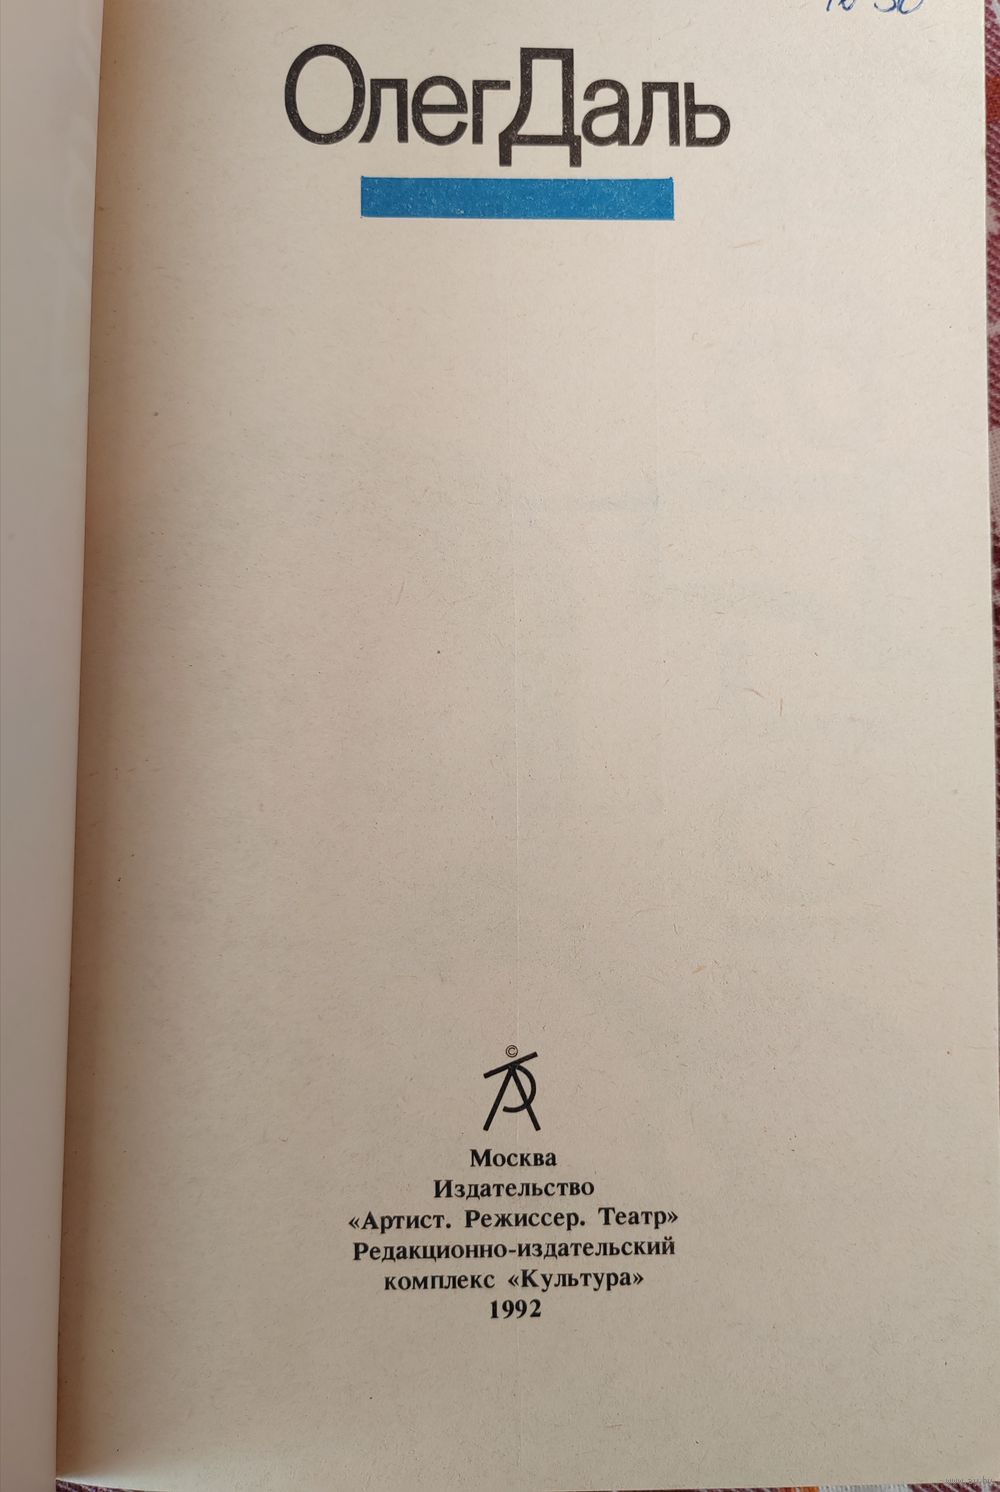 ОлегДаль
©
Москва
Издательство
«Артист. Режиссер. Театр»
Редакционно-издательский
комплекс «Культура»
1992